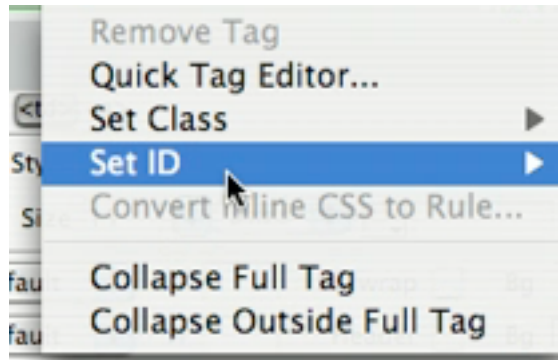 Remove Tag
Quick Tag Editor...
Set Class
Set ID
Convert Inline CSS to Rule...
Collapse Full Tag
Collapse Outside Full Tag